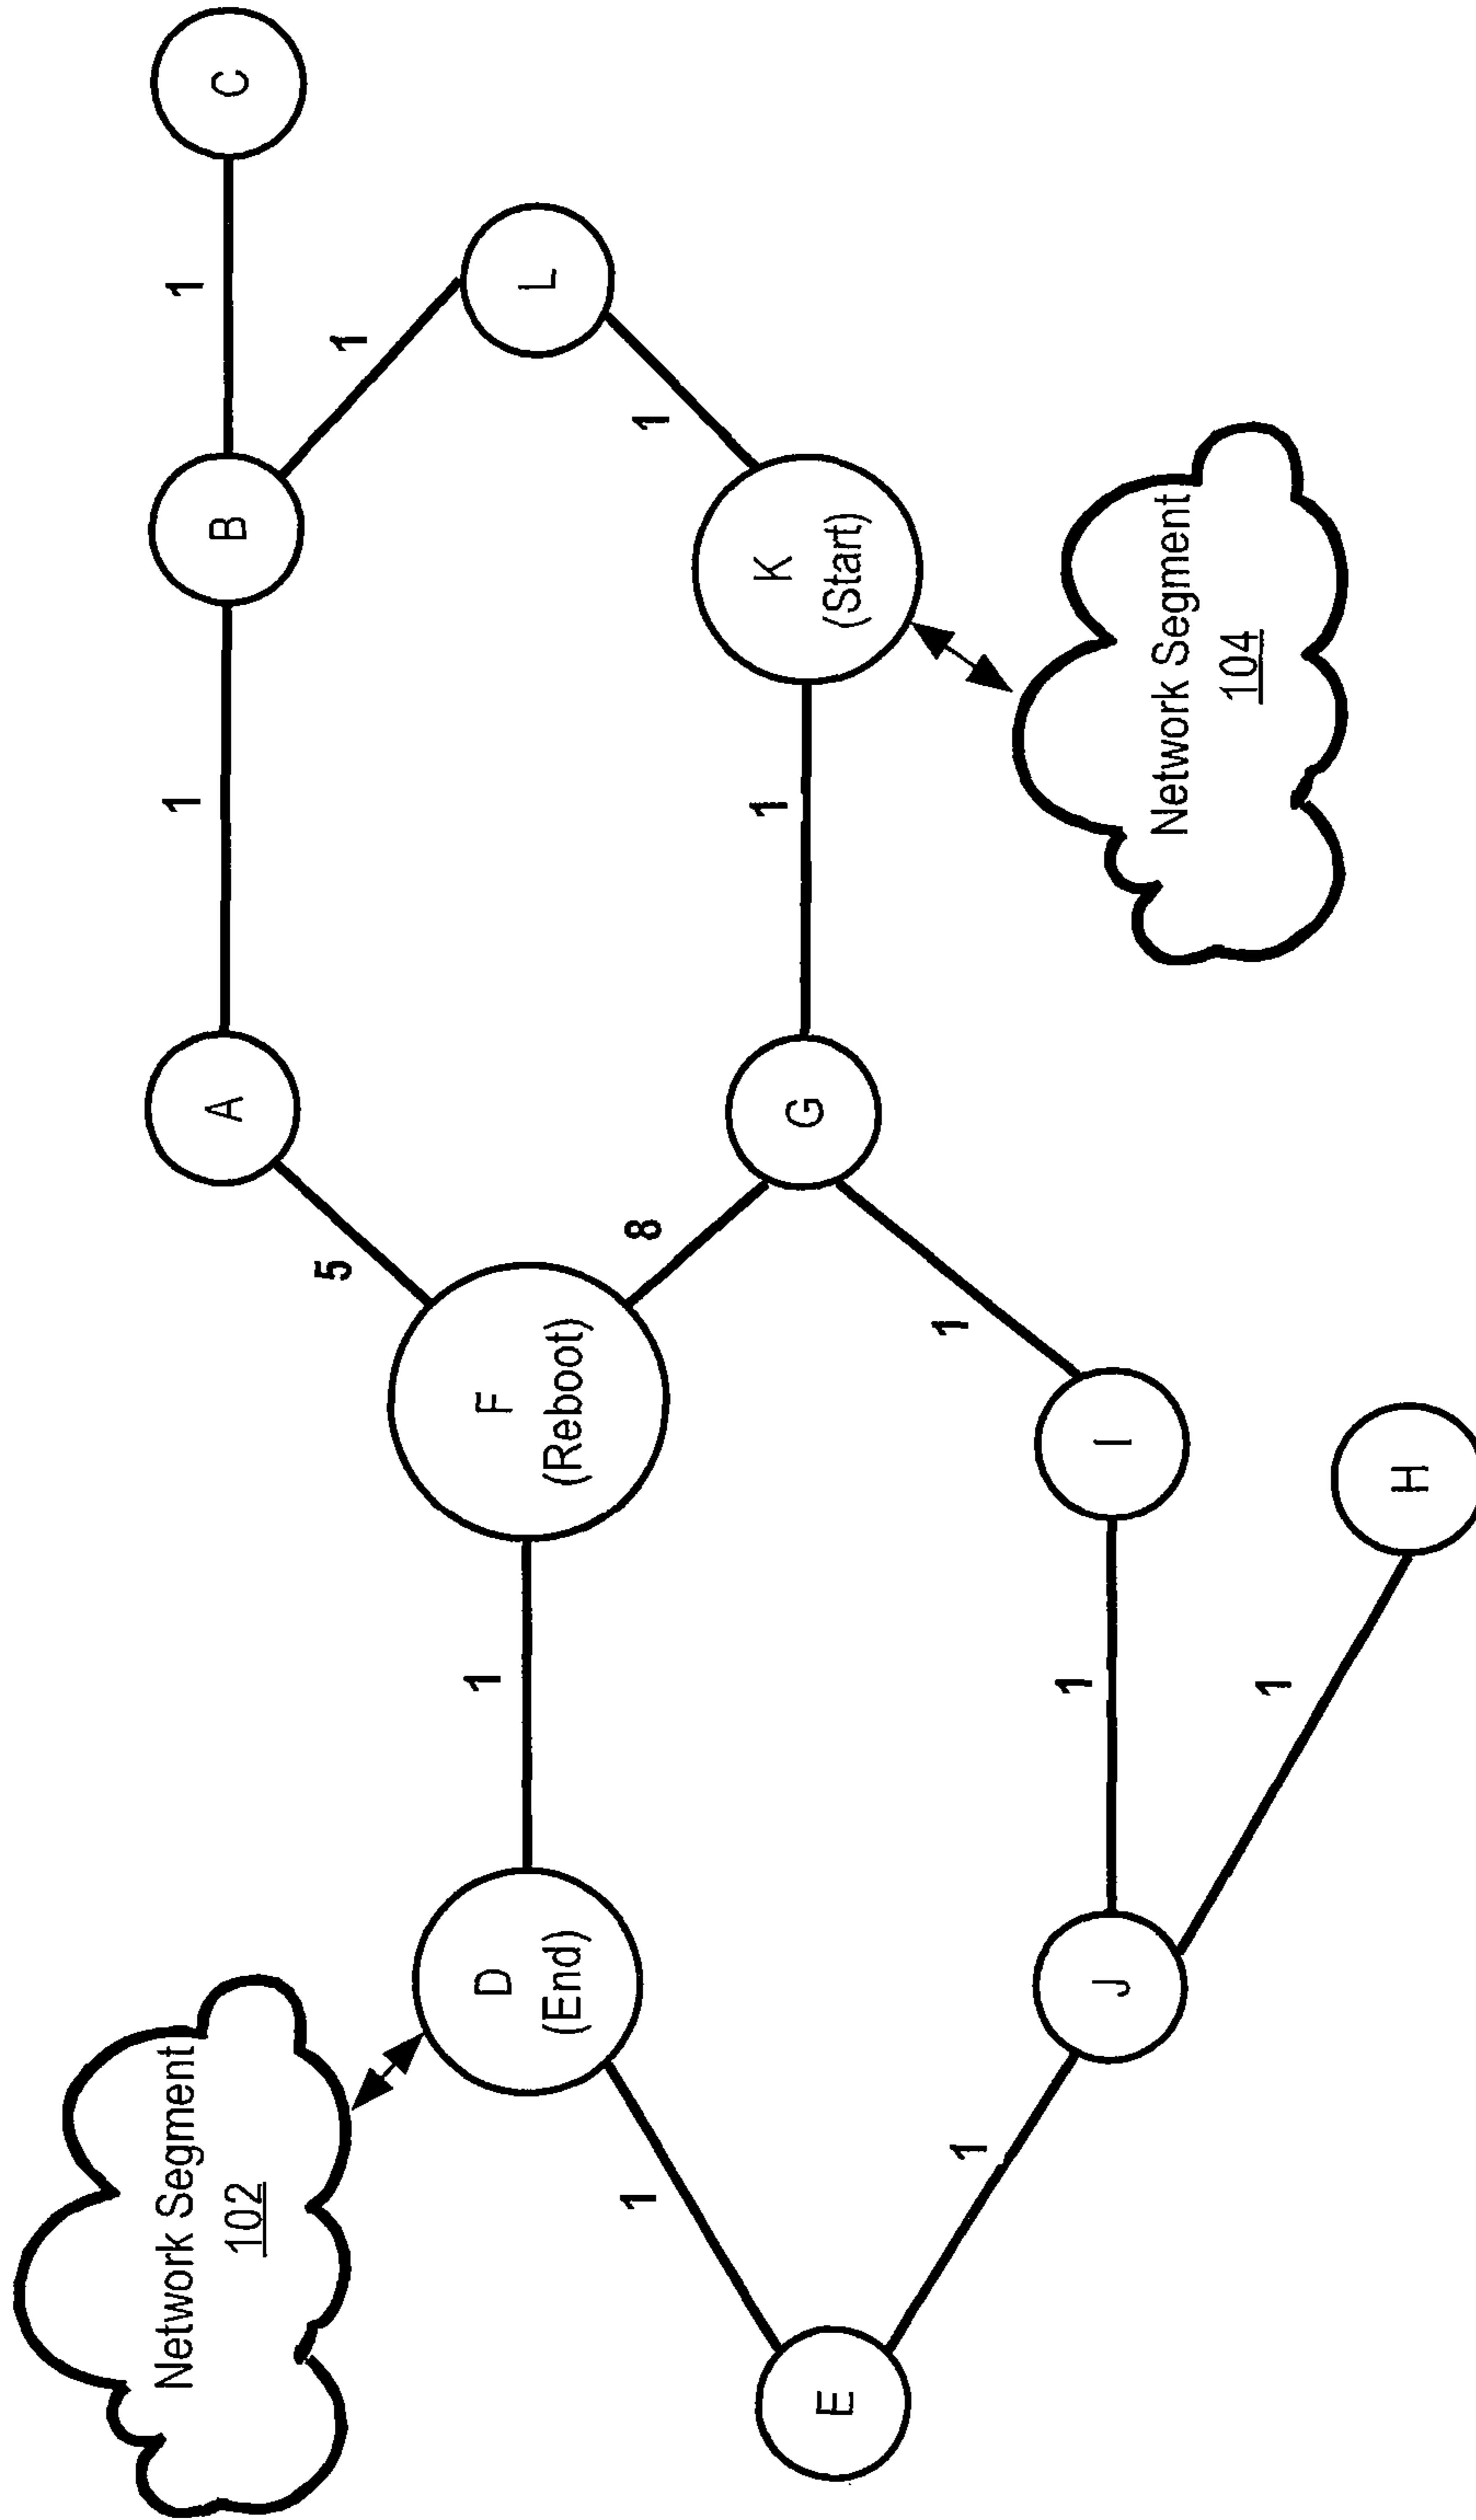 Network Segment
102
A
1
B
1
C
5
1
D
(End)
1
F
(Reboot)
L
8
1
1
E
G
1
K
(Start)
1
1
J
1
I
Network Segment
104
1
H